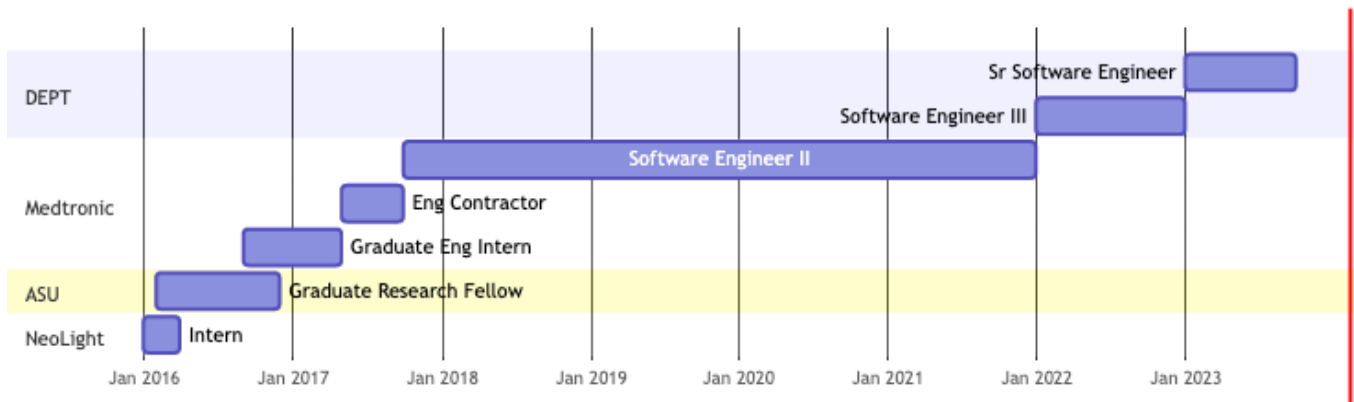 DEPT
Sr Software Engineer
Software Engineer III
Medtronic
Software Engineer II
Eng Contractor
Graduate Eng Intern
ASU
Graduate Research Fellow
NeoLight
Intern
Jan 2016 Jan 2017 Jan 2018 Jan 2019 Jan 2020 Jan 2021 Jan 2022 Jan 2023